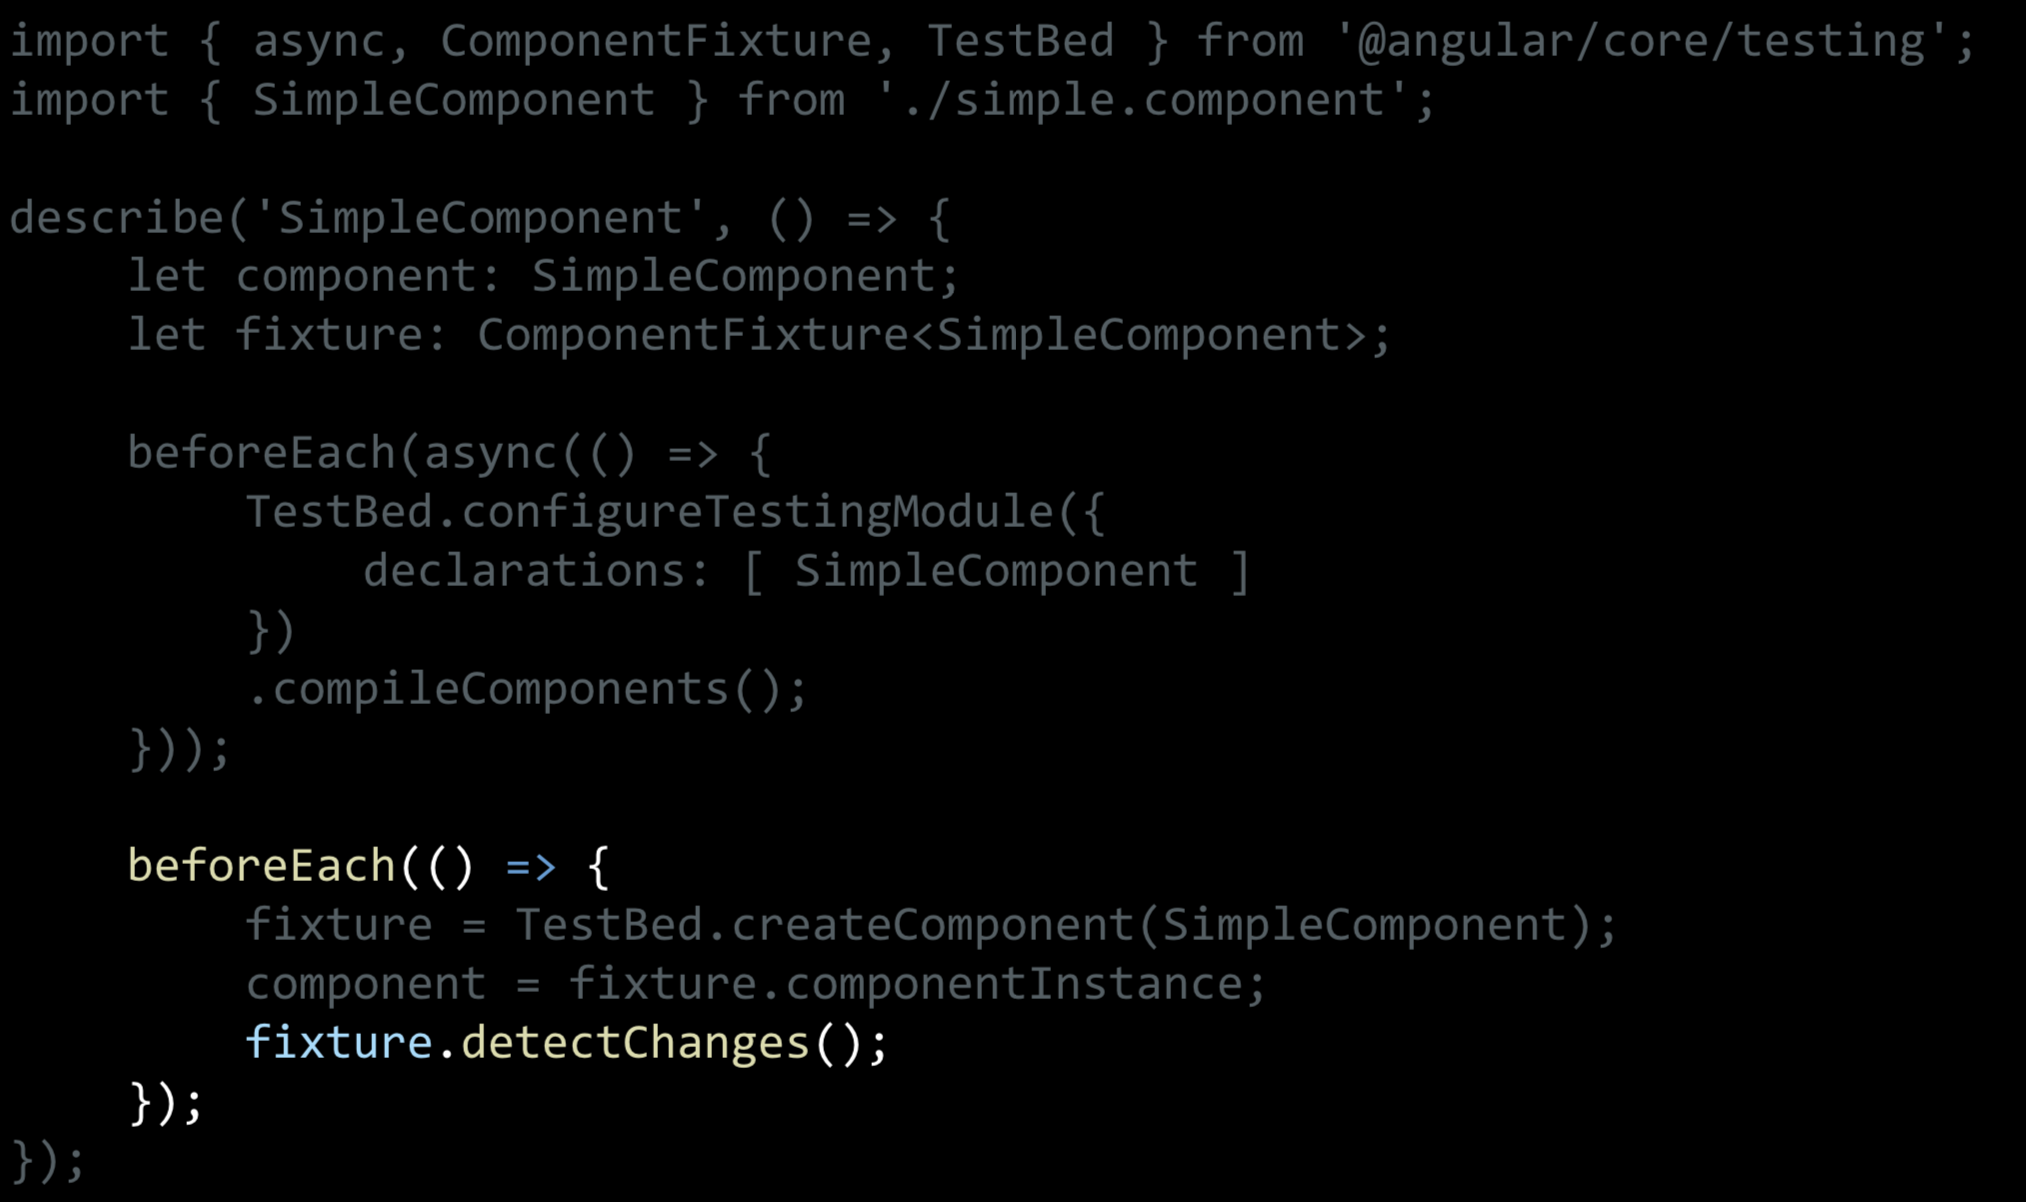 import { async, ComponentFixture, TestBed } from '@angular/core/testing';
import { SimpleComponent } from './simple.component';
describe('SimpleComponent', () => {
let component: SimpleComponent;
let fixture: ComponentFixture<SimpleComponent>;
beforeEach(async(() => {
TestBed.configureTestingModule({
declarations: [ SimpleComponent ]
})
.compileComponents();
}));
beforeEach(() => {
fixture = TestBed.createComponent(SimpleComponent);
component = fixture.componentInstance;
fixture.detectChanges();
});
});